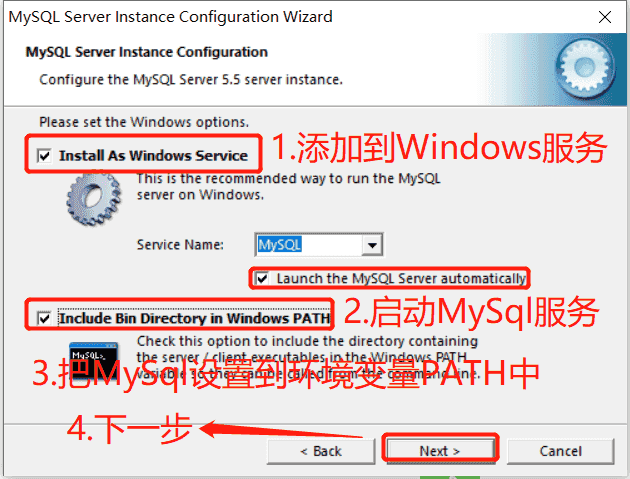 MySQL Server Instance Configuration Wizard
MySQL Server Instance Configuration
Configure the MySQL Server 5.5 server instance.
Please set the Windows options.
Install As Windows Service
1.添加到Windows服务
This is the recommended way to run the MySQL
server on Windows.
Service Name:
MySQL
Launch the MySQL Server automatically
Include Bin Directory in Windows PATH
2.启动MySql服务
Check this option to include the directory containing
the server / client executables in the Windows PATH
variable so they can be called from the command line.
MySQL>_
3.把MySql设置到环境变量PATH中
4.下一步
< Back
Next >
Cancel